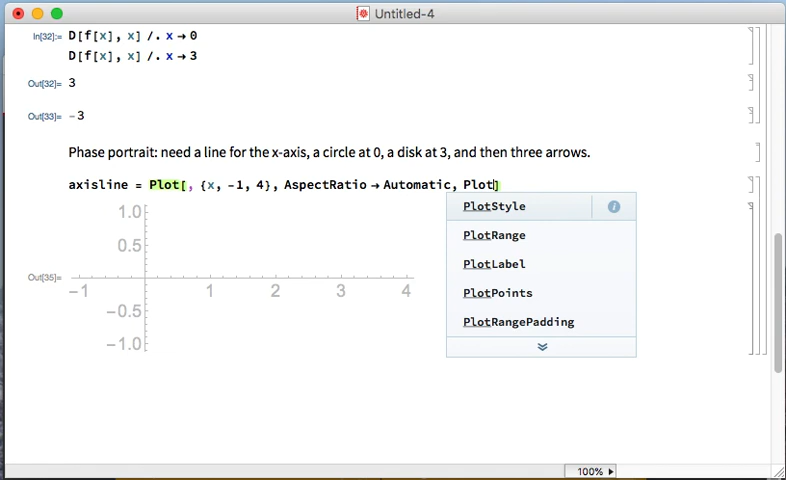 Untitled-4
In[32]:= D[f[x], x] /. x → 0
D[f[x], x] /. x → 3
Out[32]= 3
Out[33]= -3
Phase portrait: need a line for the x-axis, a circle at 0, a disk at 3, and then three arrows.
axisline = Plot[, {x, -1, 4}, AspectRatio → Automatic, Plot]
PlotStyle
PlotRange
PlotLabel
PlotPoints
PlotRangePadding
1.0
0.5
Out[35]=
-1 1 2 3 4
-0.5
-1.0
100%